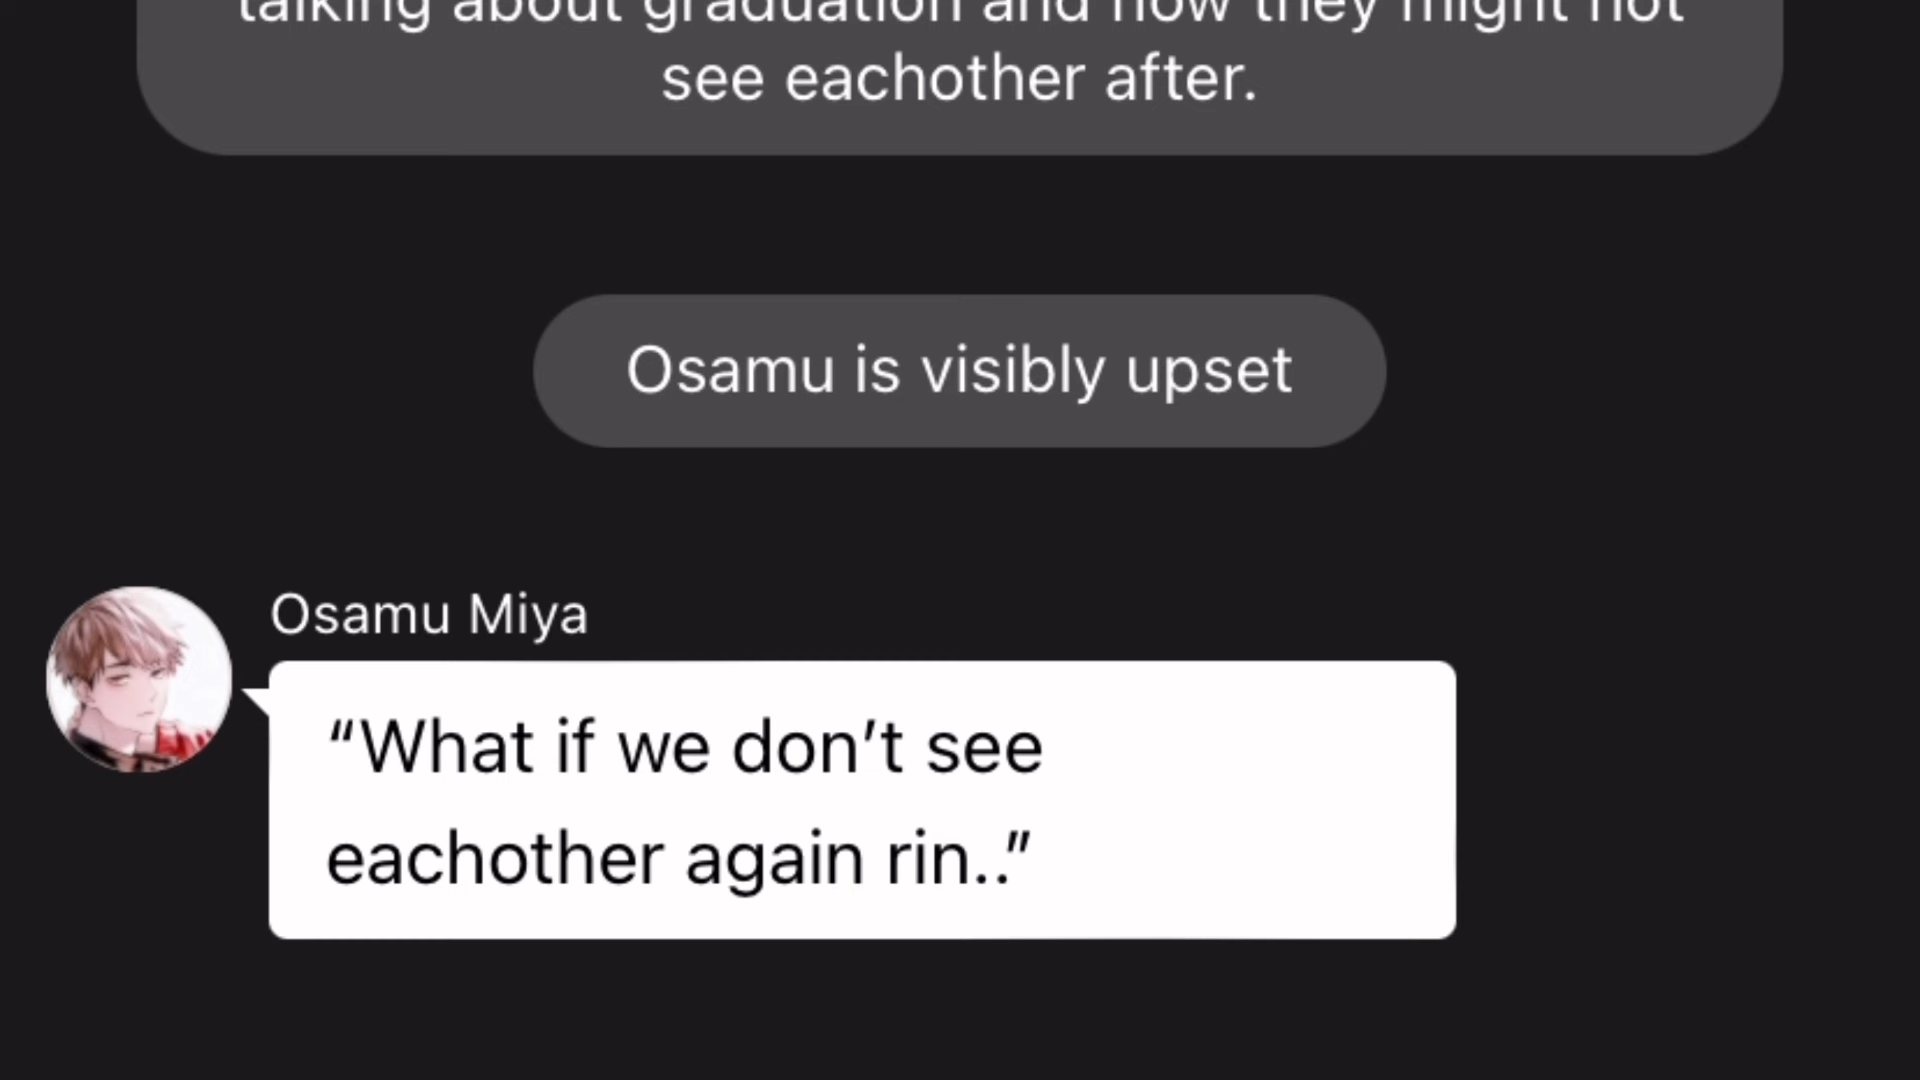 talking about graduation and how they might not
see eachother after.
Osamu is visibly upset
Osamu Miya
“What if we don’t see
eachother again rin..”